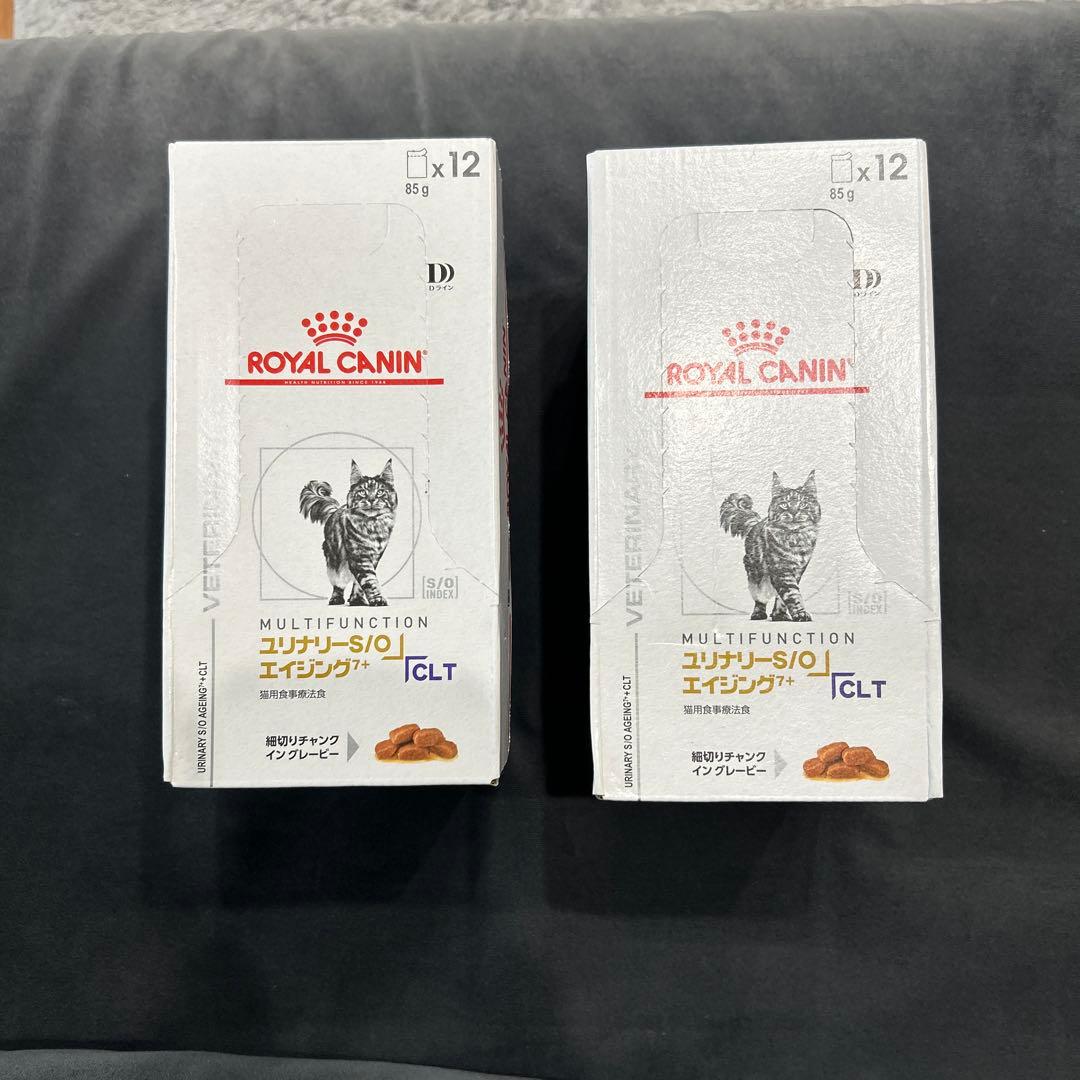 x12
85g
D
Dライン
ROYAL CANIN
HEALTH NUTRITION SINCE 1968
VETERINARY
S/O
INDEX
MULTIFUNCTION
ユリナリーS/O
エイジング7+
CLT
猫用食事療法食
URINARY S/O AGEING7+ + CLT
細切りチャンク
イン グレービー
x12
85g
D
Dライン
ROYAL CANIN
VETERINARY
S/O
INDEX
MULTIFUNCTION
ユリナリーS/O
エイジング7+
CLT
猫用食事療法食
URINARY S/O AGEING7+ + CLT
細切りチャンク
イン グレービー